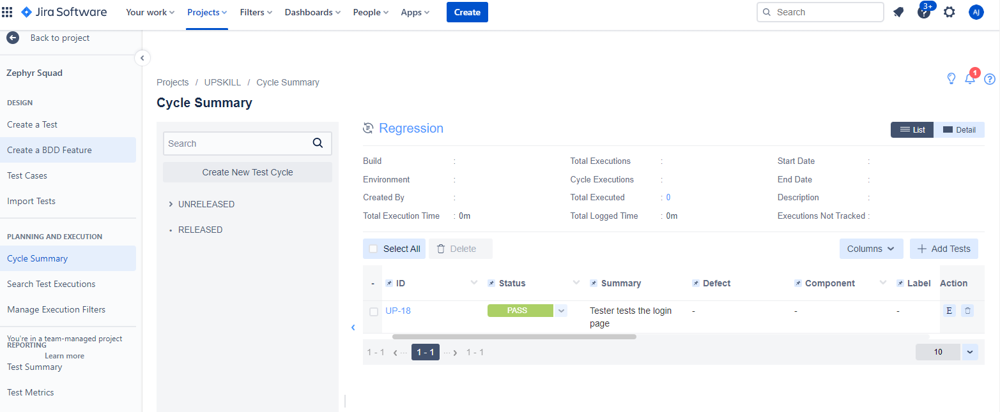 Jira Software Your work Projects Filters Dashboards People Apps Create Search 3+ AJ
Back to project
Zephyr Squad
DESIGN
Create a Test
Create a BDD Feature
Test Cases
Import Tests
PLANNING AND EXECUTION
Cycle Summary
Search Test Executions
Manage Execution Filters
You're in a team-managed project
REPORTING
Learn more
Test Summary
Test Metrics
Projects / UPSKILL / Cycle Summary
1
Cycle Summary
Search
Create New Test Cycle
UNRELEASED
RELEASED
Regression
List Detail
Build : Total Executions : Start Date :
Environment : Cycle Executions : End Date :
Created By : Total Executed : 0 Description :
Total Execution Time : 0m Total Logged Time : 0m Executions Not Tracked :
Select All Delete Columns Add Tests
- ID Status Summary Defect Component Label Action
UP-18 PASS Tester tests the login - - - E
page
1 - 1 ... 1 - 1 ... 1 - 1 10